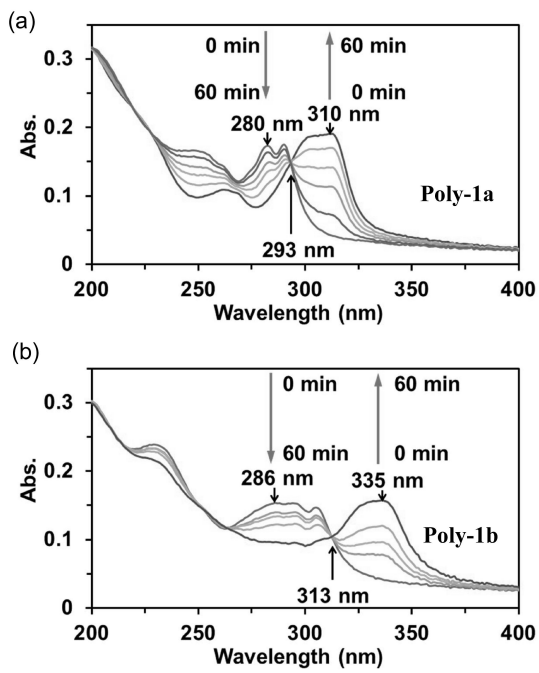 (a)
0 min 60 min
60 min 0 min
280 nm 310 nm
Poly-1a
293 nm
Abs.
0.3
0.2
0.1
0
200 250 300 350 400
Wavelength (nm)
(b)
0 min 60 min
60 min 0 min
286 nm 335 nm
Poly-1b
313 nm
Abs.
0.3
0.2
0.1
0
200 250 300 350 400
Wavelength (nm)